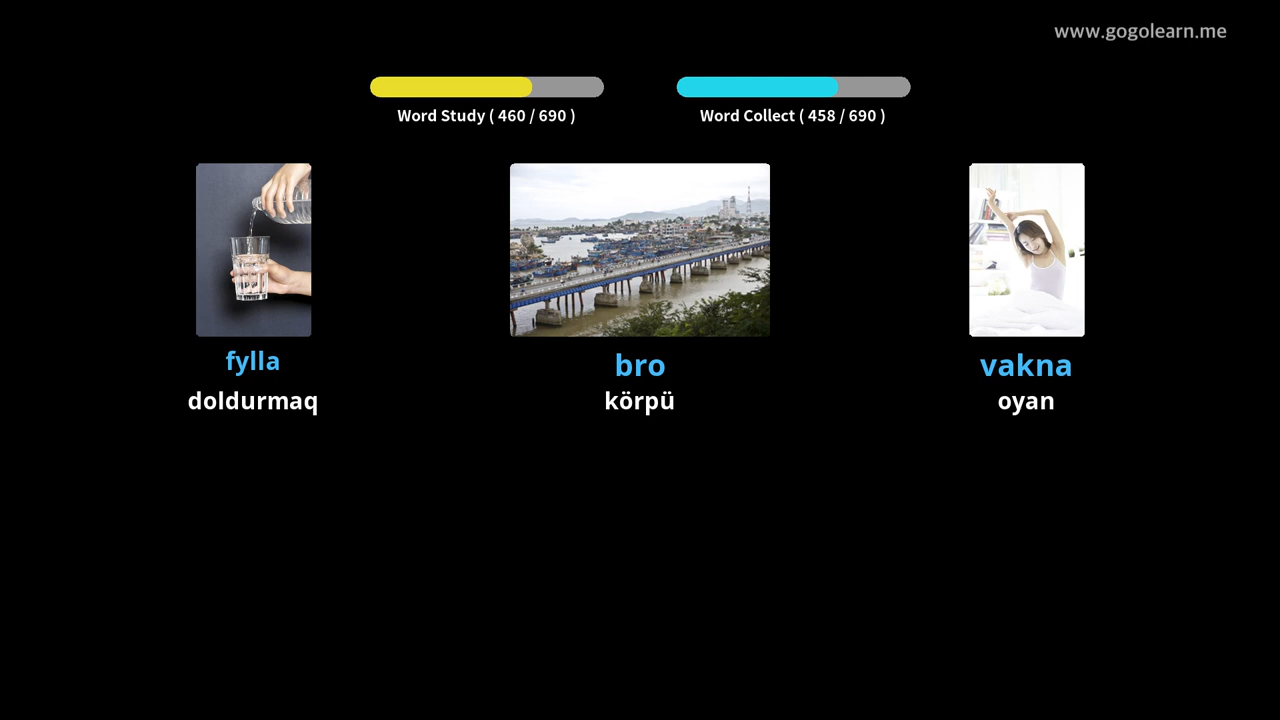 www.gogolearn.me
Word Study ( 460 / 690 )
Word Collect ( 458 / 690 )
fylla
doldurmaq
bro
körpü
vakna
oyan